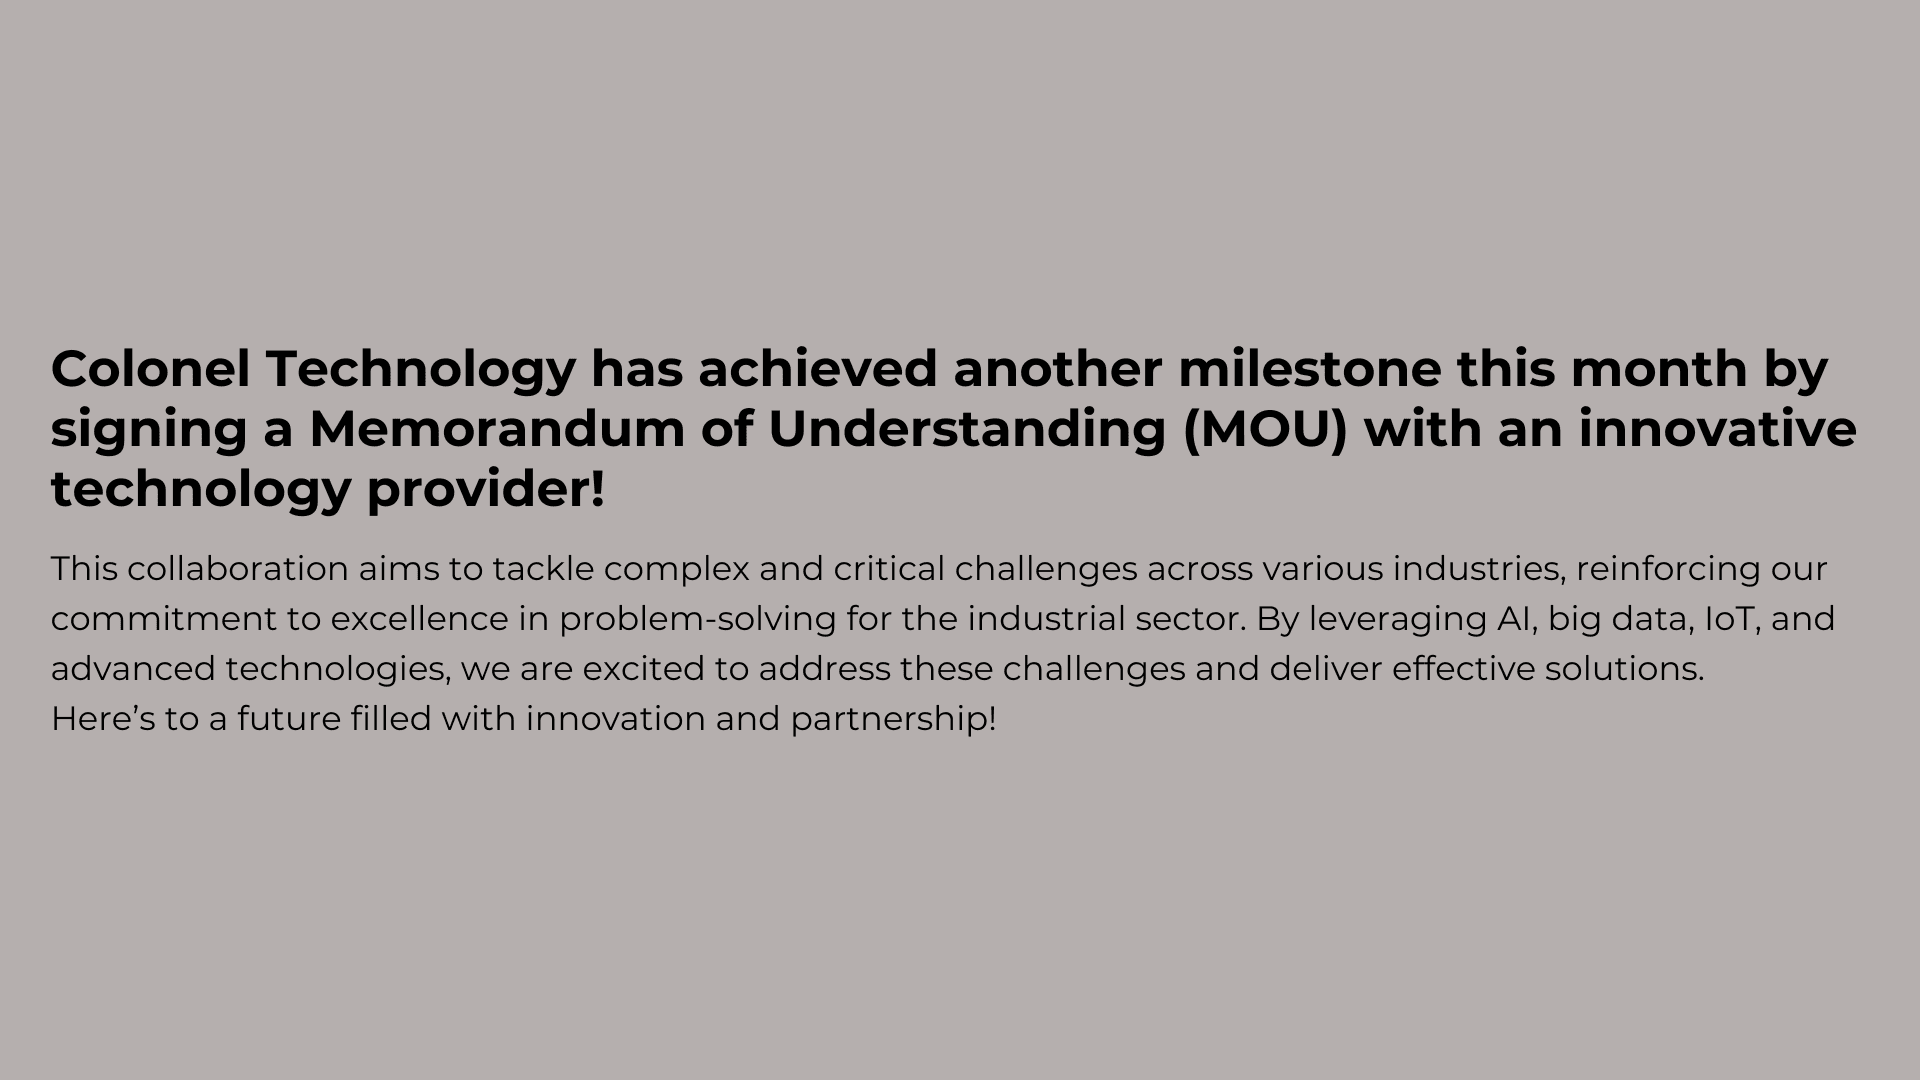 Colonel Technology has achieved another milestone this month by
signing a Memorandum of Understanding (MOU) with an innovative
technology provider!
This collaboration aims to tackle complex and critical challenges across various industries, reinforcing our
commitment to excellence in problem-solving for the industrial sector. By leveraging AI, big data, IoT, and
advanced technologies, we are excited to address these challenges and deliver effective solutions.
Here’s to a future filled with innovation and partnership!